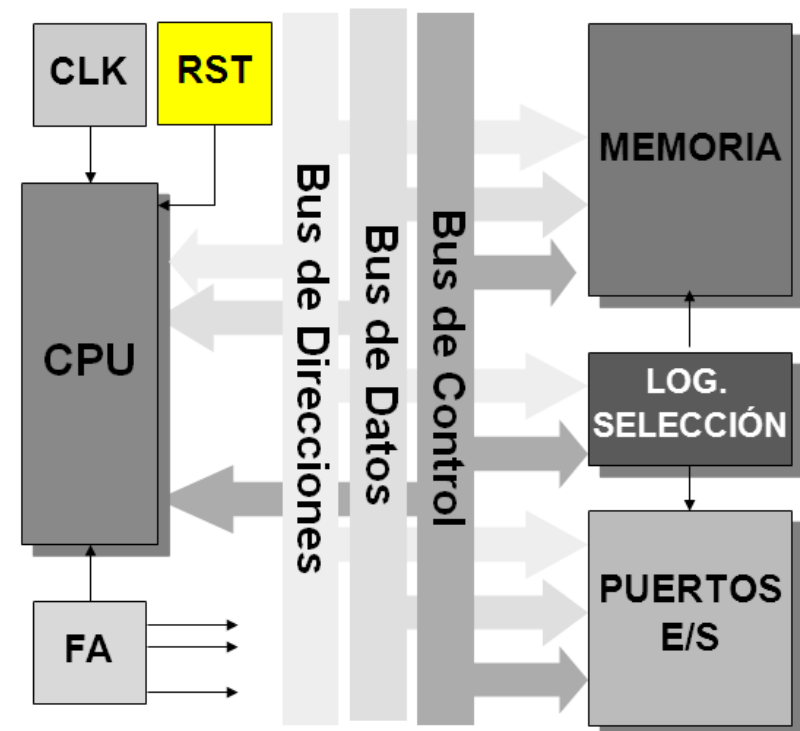 CLK
RST
CPU
FA
Bus de Direcciones
Bus de Datos
Bus de Control
MEMORIA
LOG.
SELECCIÓN
PUERTOS
E/S